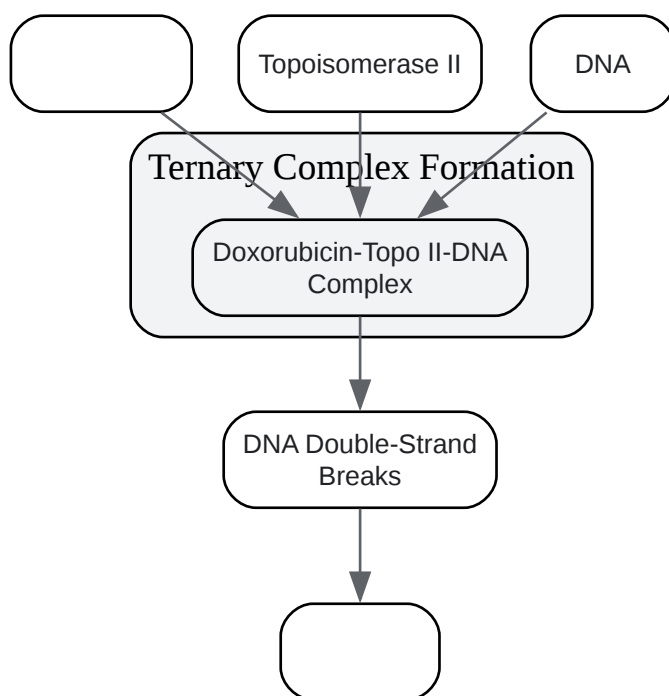 Topoisomerase II
DNA
Ternary Complex Formation
Doxorubicin-Topo II-DNA
Complex
DNA Double-Strand
Breaks